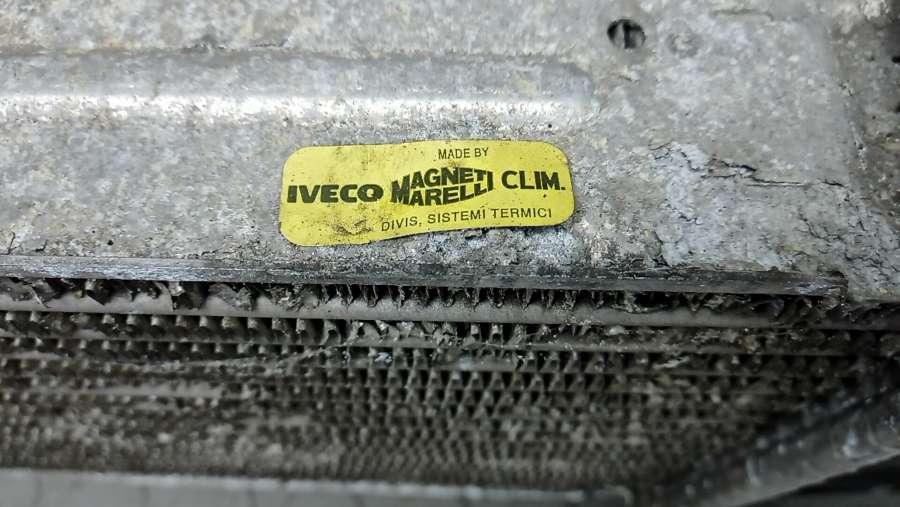 MADE BY
IVECO MAGNETI MARELLI CLIM.
DIVIS, SISTEMI TERMICI